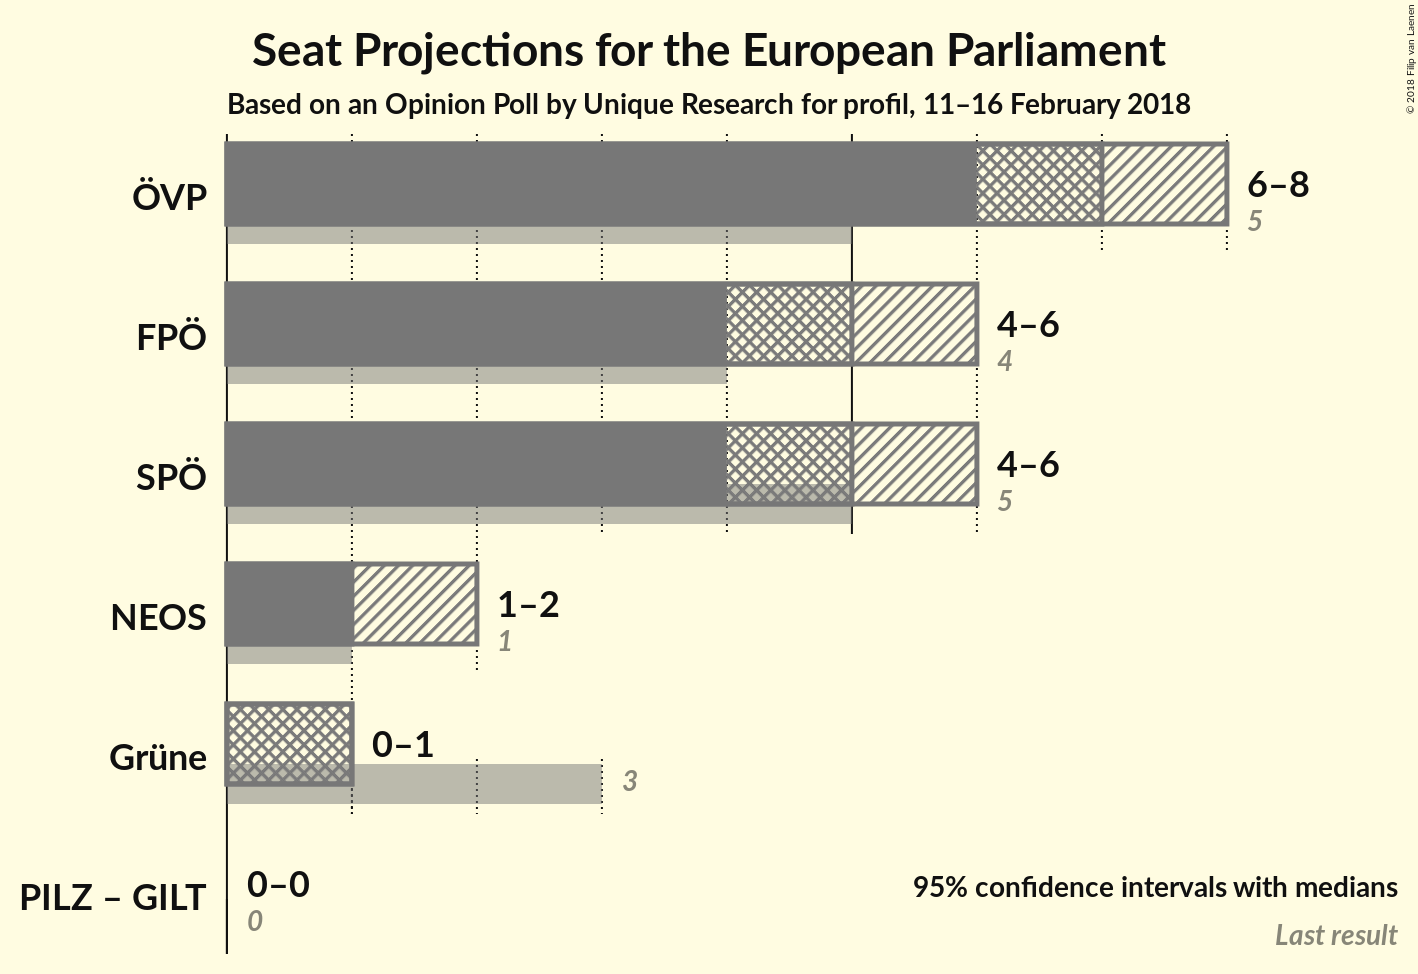 Seat Projections for the European Parliament
Based on an Opinion Poll by Unique Research for profil, 11–16 February 2018
© 2018 Filip van Laenen
ÖVP
6–8
5
FPÖ
4–6
4
SPÖ
4–6
5
NEOS
1–2
1
Grüne
0–1
3
PILZ – GILT
0–0
0
95% confidence intervals with medians
Last result